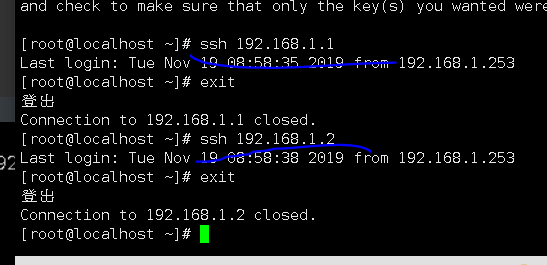 and check to make sure that only the key(s) you wanted were
[root@localhost ~]# ssh 192.168.1.1
Last login: Tue Nov 19 08:58:35 2019 from 192.168.1.253
[root@localhost ~]# exit
登出
Connection to 192.168.1.1 closed.
[root@localhost ~]# ssh 192.168.1.2
Last login: Tue Nov 19 08:58:38 2019 from 192.168.1.253
[root@localhost ~]# exit
登出
Connection to 192.168.1.2 closed.
[root@localhost ~]#